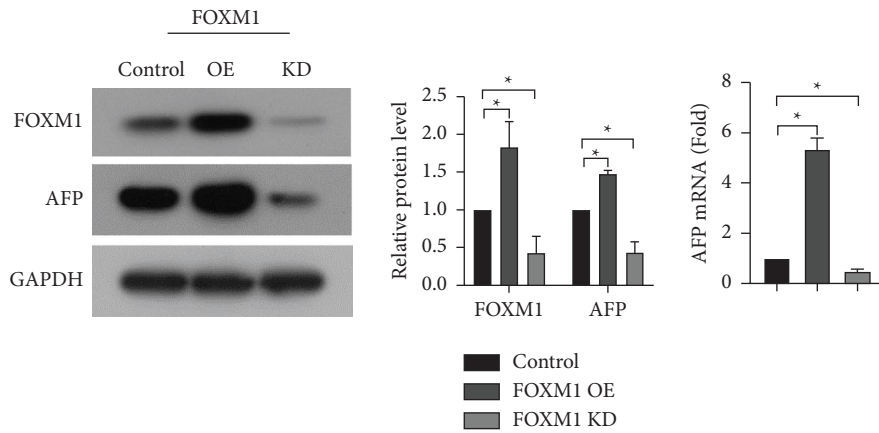 FOXM1
Control OE KD
FOXM1
AFP
GAPDH
Relative protein level
2.5
2.0
1.5
1.0
0.5
0.0
* * * *
FOXM1 AFP
AFP mRNA (Fold)
8
6
4
2
0
* *
Control
FOXM1 OE
FOXM1 KD